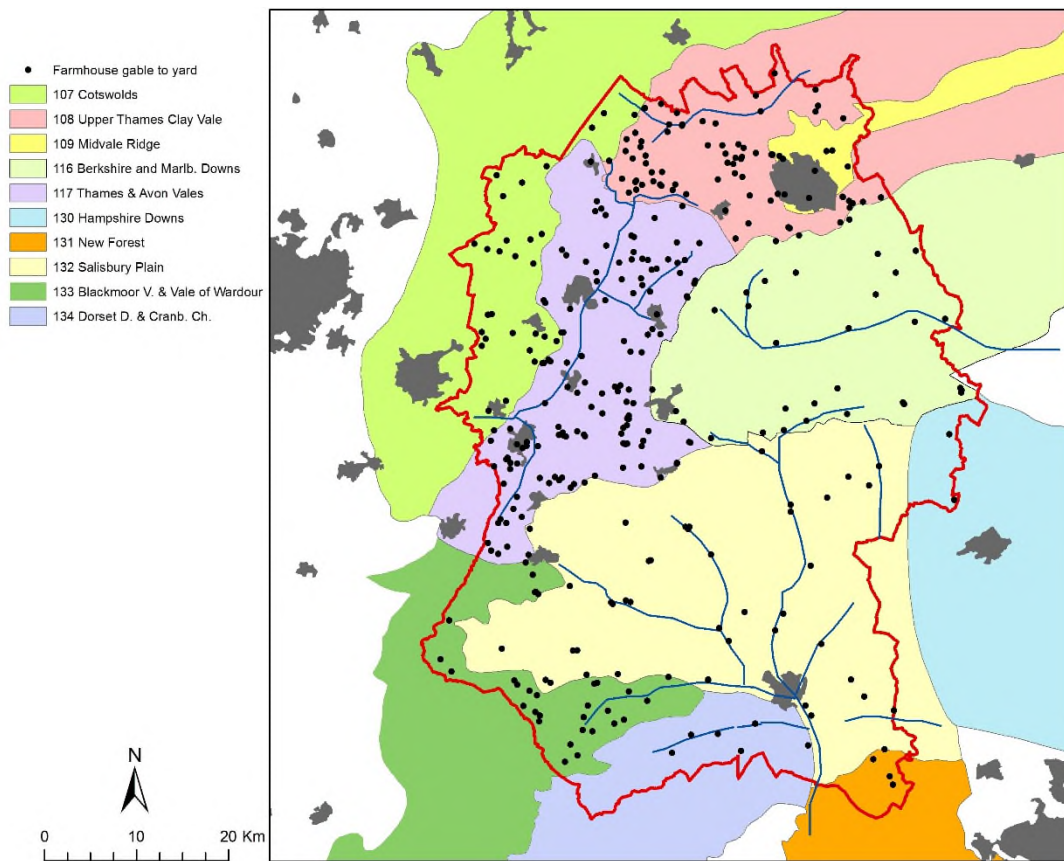 Farmhouse gable to yard
107 Cotswolds
108 Upper Thames Clay Vale
109 Midvale Ridge
116 Berkshire and Marlb. Downs
117 Thames & Avon Vales
130 Hampshire Downs
131 New Forest
132 Salisbury Plain
133 Blackmoor V. & Vale of Wardour
134 Dorset D. & Cranb. Ch.
N
0 10 20 Km